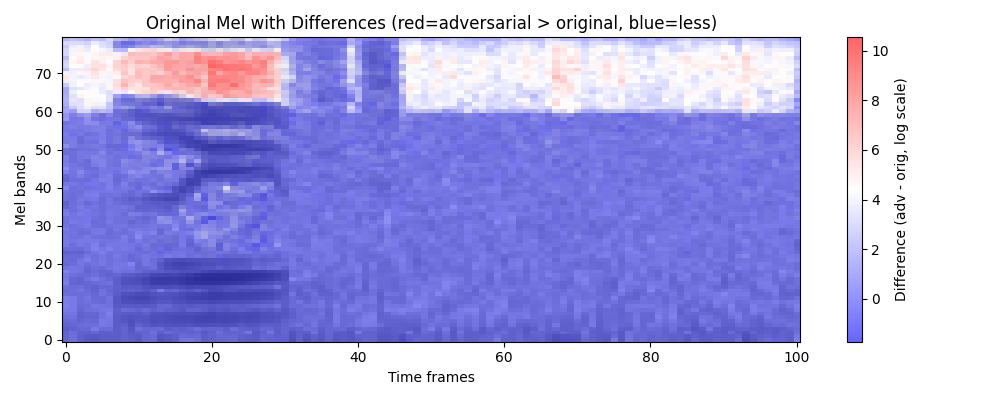 Original Mel with Differences (red=adversarial > original, blue=less)
Mel bands
70
60
50
40
30
20
10
0
0 20 40 60 80 100
Time frames
10
8
6
4
2
0
Difference (adv - orig, log scale)